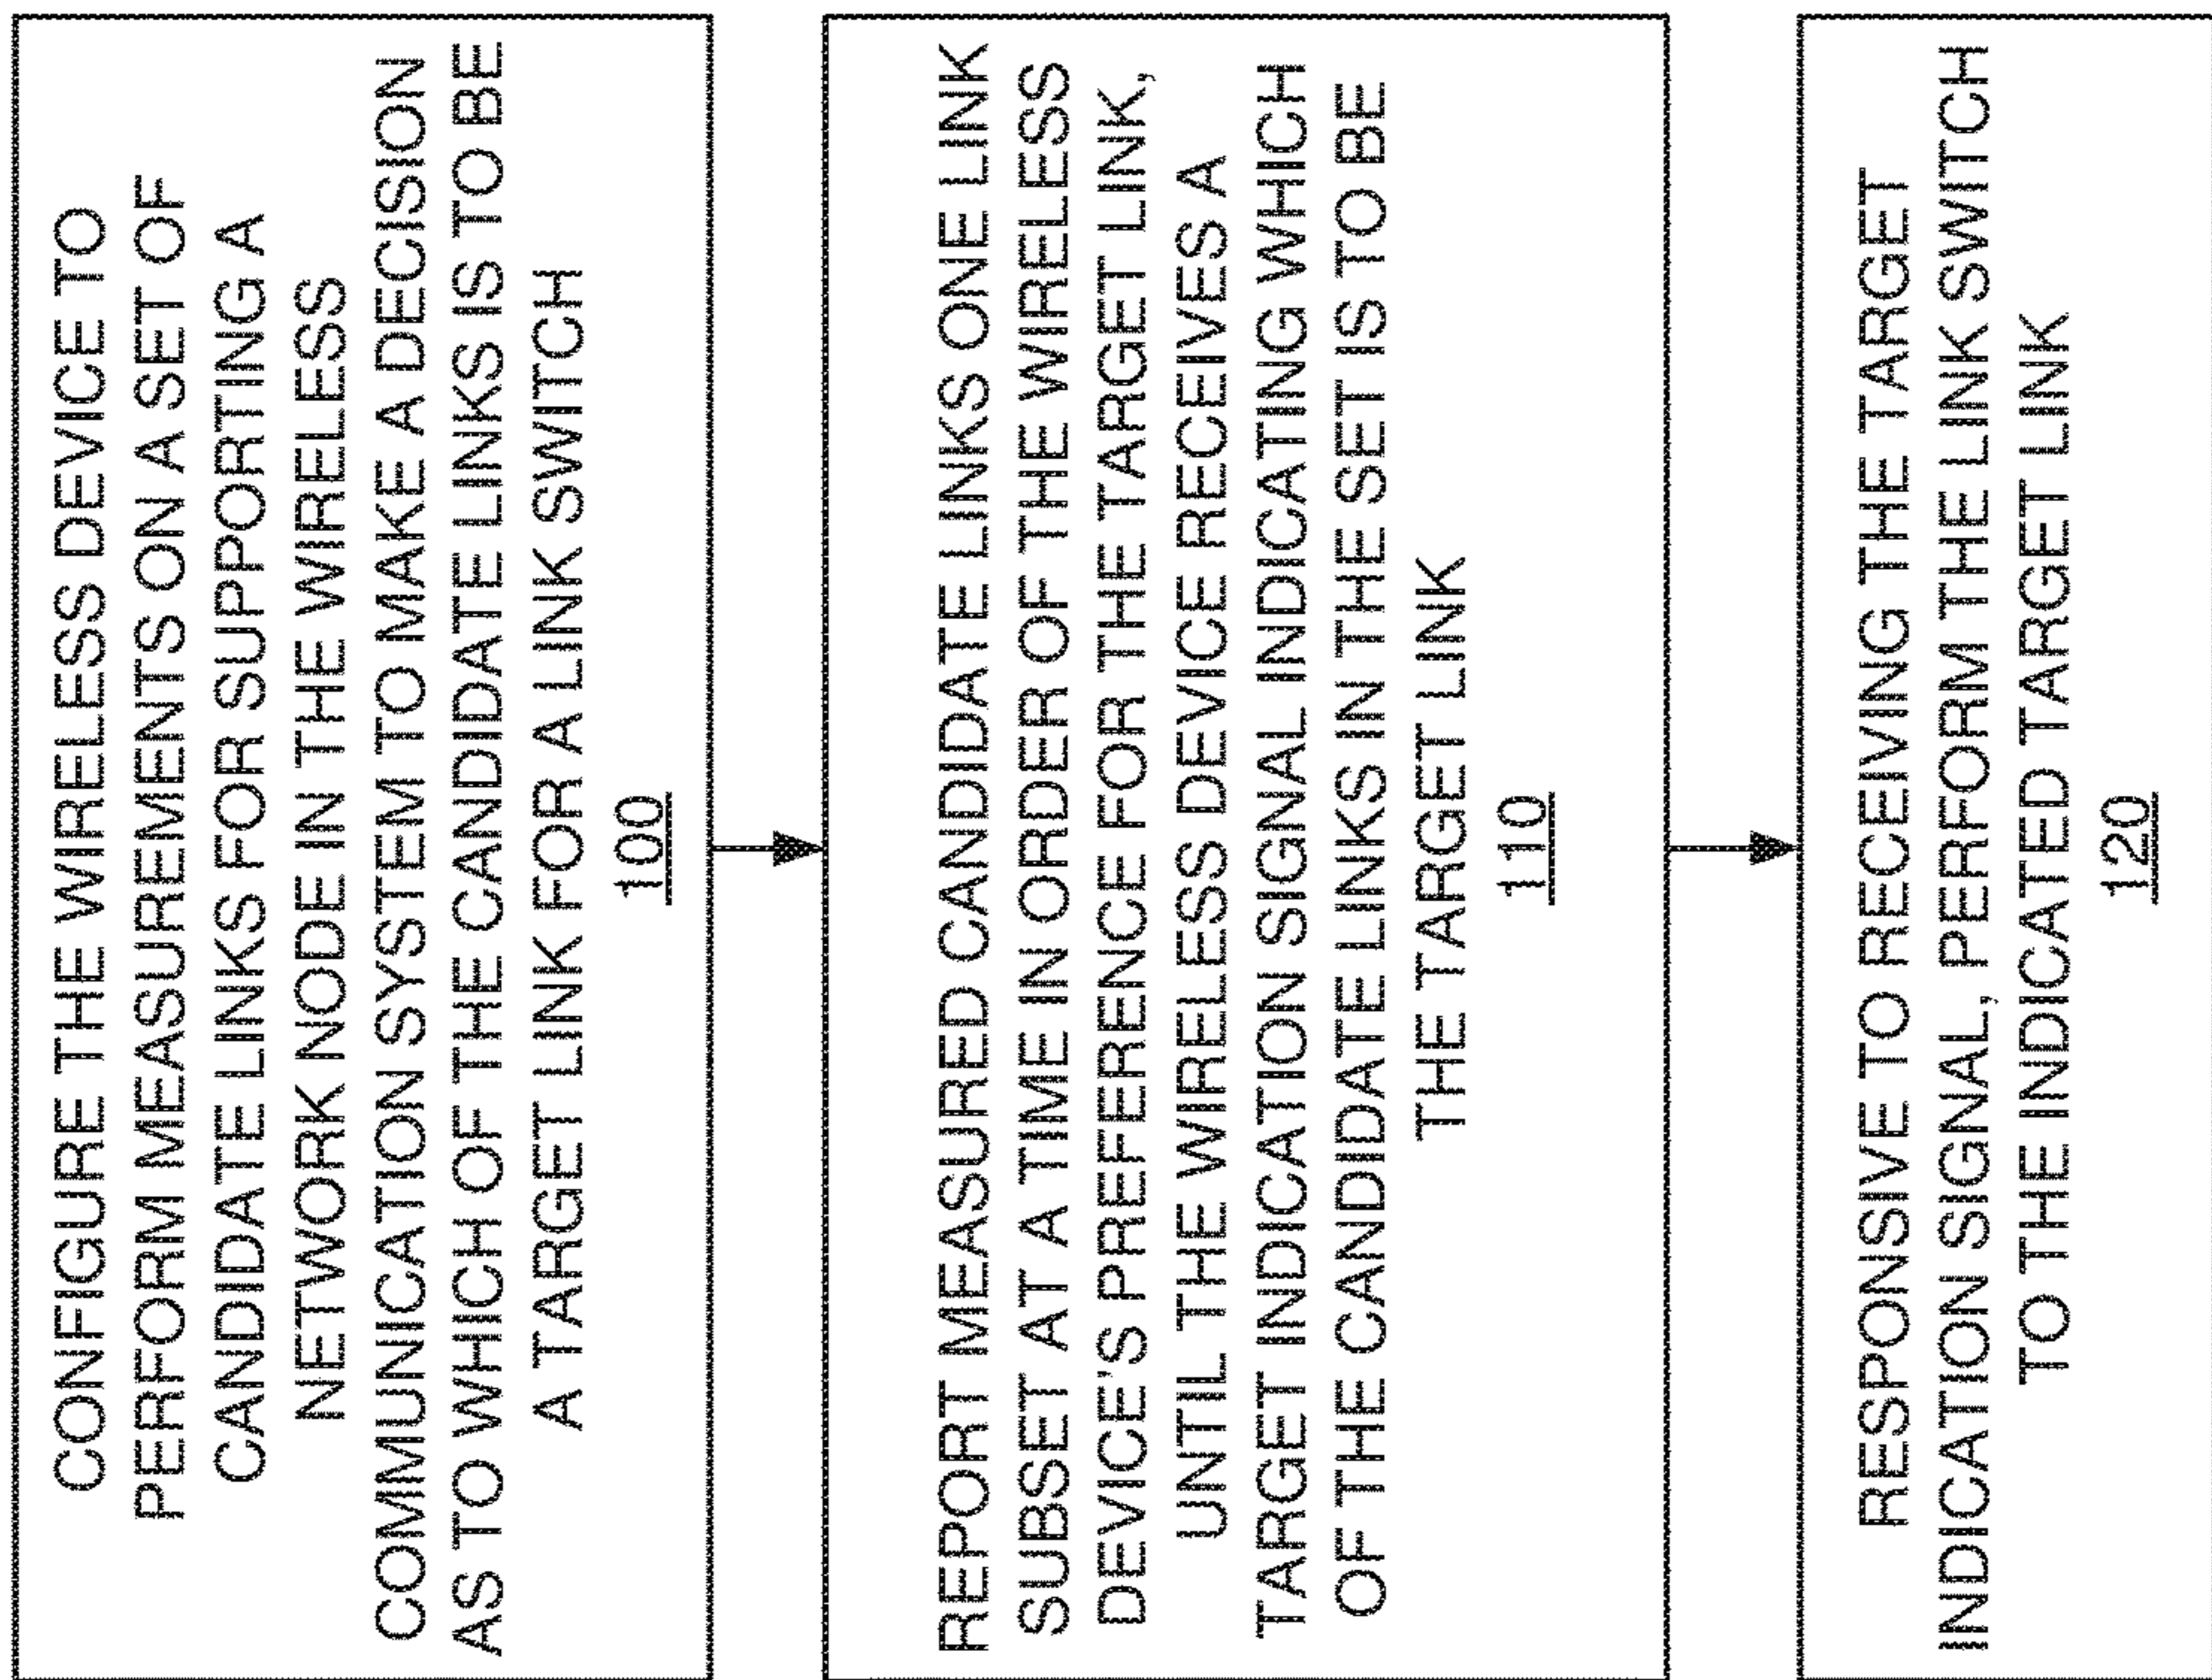 CONFIGURE THE WIRELESS DEVICE TO
PERFORM MEASUREMENTS ON A SET OF
CANDIDATE LINKS FOR SUPPORTING A
NETWORK NODE IN THE WIRELESS
COMMUNICATION SYSTEM TO MAKE A DECISION
AS TO WHICH OF THE CANDIDATE LINKS IS TO BE
A TARGET LINK FOR A LINK SWITCH
100
REPORT MEASURED CANDIDATE LINKS ONE LINK
SUBSET AT A TIME IN ORDER OF THE WIRELESS
DEVICE'S PREFERENCE FOR THE TARGET LINK,
UNTIL THE WIRELESS DEVICE RECEIVES A
TARGET INDICATION SIGNAL INDICATING WHICH
OF THE CANDIDATE LINKS IN THE SET IS TO BE
THE TARGET LINK
110
RESPONSIVE TO RECEIVING THE TARGET
INDICATION SIGNAL, PERFORM THE LINK SWITCH
TO THE INDICATED TARGET LINK
120